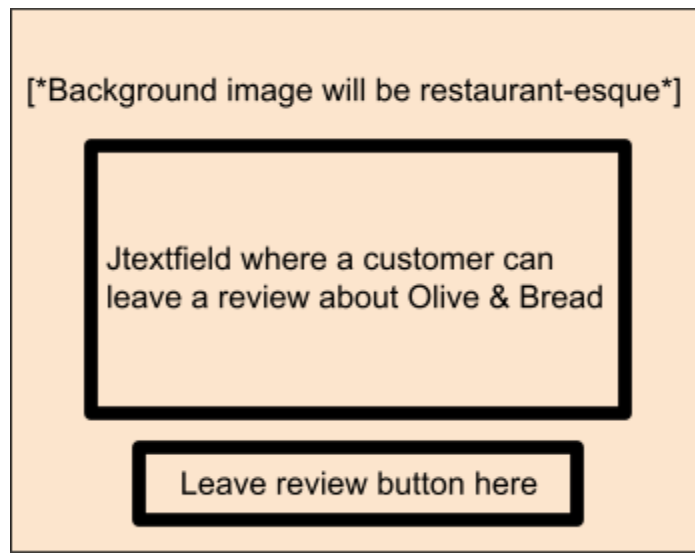 [*Background image will be restaurant-esque*]
Jtextfield where a customer can
leave a review about Olive & Bread
Leave review button here